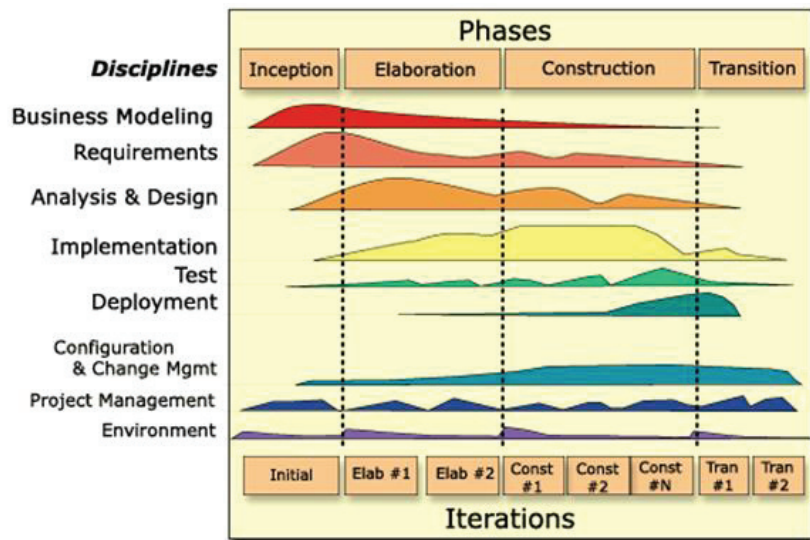 Phases
Disciplines
Inception
Elaboration
Construction
Transition
Business Modeling
Requirements
Analysis & Design
Implementation
Test
Deployment
Configuration
& Change Mgmt
Project Management
Environment
Initial
Elab #1
Elab #2
Const
#1
Const
#2
Const
#N
Tran
#1
Tran
#2
Iterations